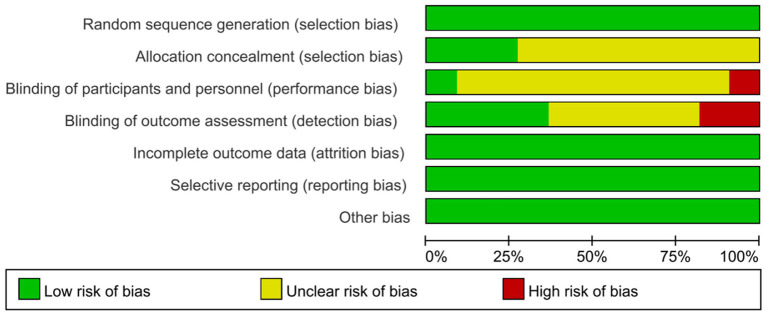 Random sequence generation (selection bias)
Allocation concealment (selection bias)
Blinding of participants and personnel (performance bias)
Blinding of outcome assessment (detection bias)
Incomplete outcome data (attrition bias)
Selective reporting (reporting bias)
Other bias
0% 25% 50% 75% 100%
Low risk of bias Unclear risk of bias High risk of bias